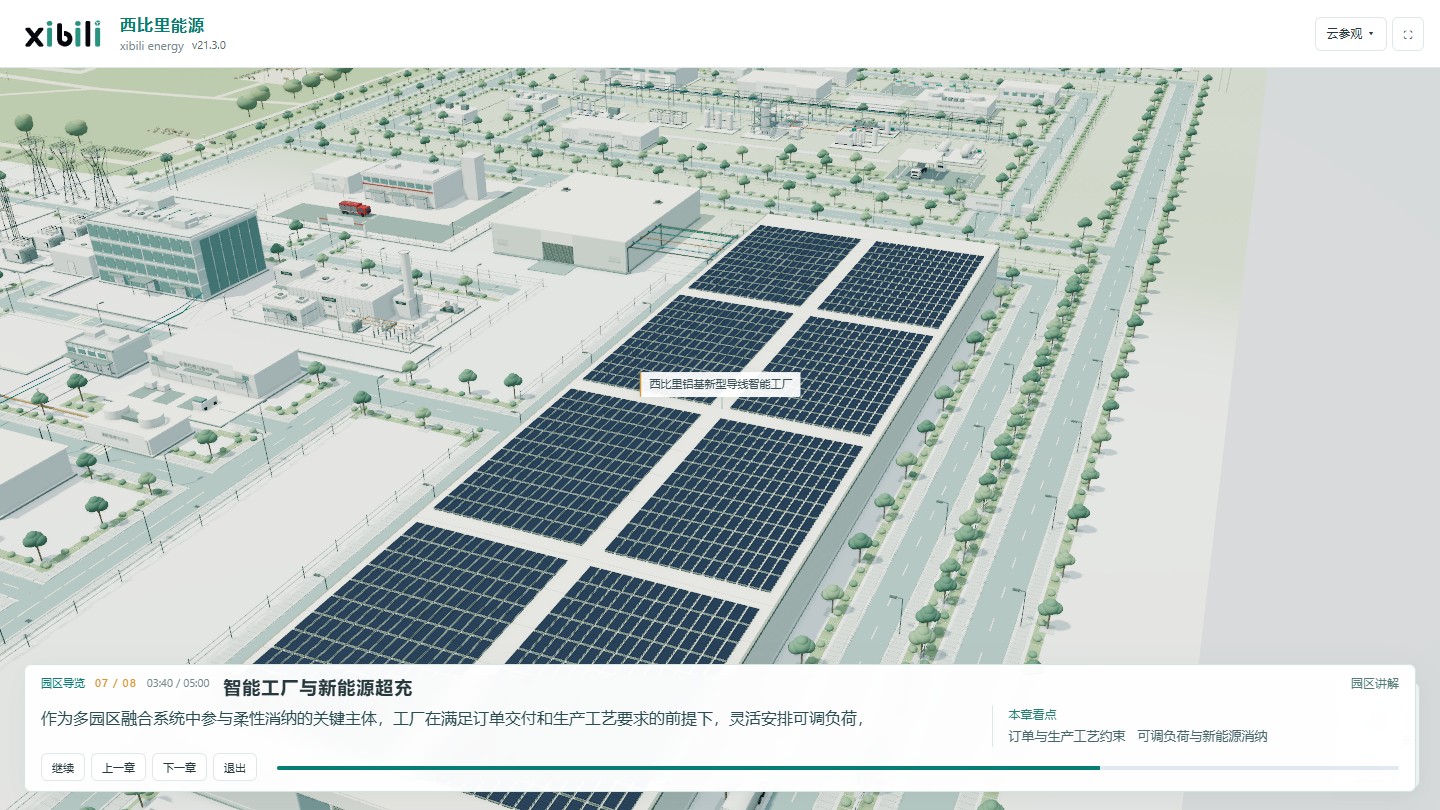 xibili
西比里能源
xibili energy v21.3.0
云参观
西比里铝基新型导线智能工厂
园区导览 07 / 08 03:40 / 05:00 智能工厂与新能源超充
园区讲解
作为多园区融合系统中参与柔性消纳的关键主体，工厂在满足订单交付和生产工艺要求的前提下，灵活安排可调负荷，
本章看点
订单与生产工艺约束 可调负荷与新能源消纳
继续 上一章 下一章 退出